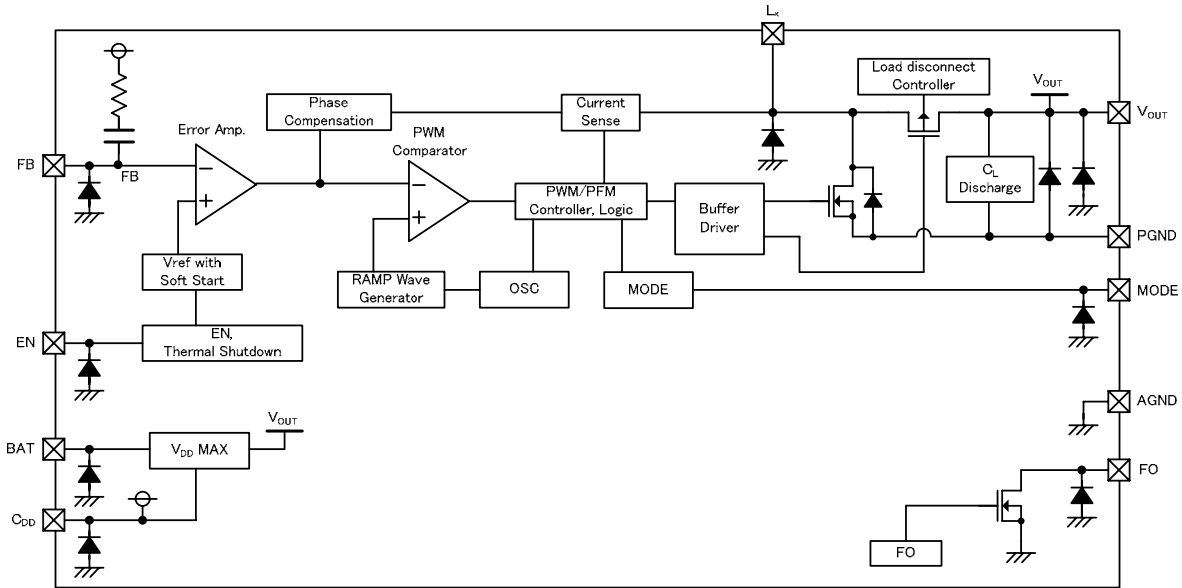 Lx
Load disconnect
Controller
VOUT
VOUT
Phase
Compensation
Current
Sense
Error Amp.
PWM
Comparator
FB
FB
−
+
−
+
PWM/PFM
Controller, Logic
Buffer
Driver
CL
Discharge
PGND
Vref with
Soft Start
RAMP Wave
Generator
OSC
MODE
MODE
EN
EN,
Thermal Shutdown
AGND
BAT
VDD MAX
VOUT
FO
CDD
FO